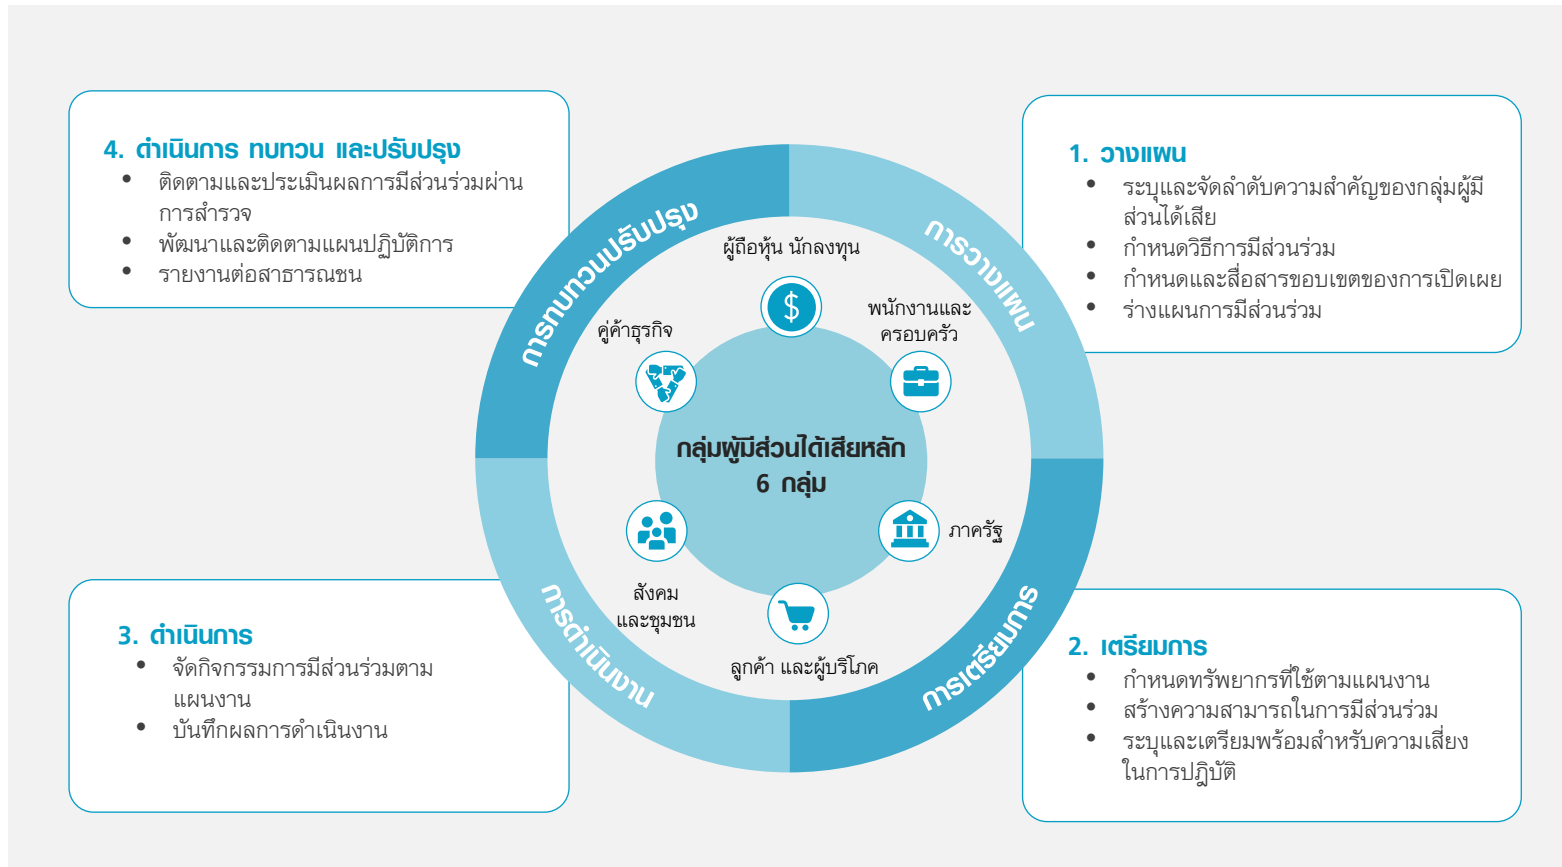 4. ดำเนินการ ทบทวน และปรับปรุง
• ติดตามและประเมินผลการมีส่วนร่วมผ่าน
การสำรวจ
• พัฒนาและติดตามแผนปฏิบัติการ
• รายงานต่อสาธารณชน
1. วางแผน
• ระบุและจัดลำดับความสำคัญของกลุ่มผู้มี
ส่วนได้เสีย
• กำหนดวิธีการมีส่วนร่วม
• กำหนดและสื่อสารขอบเขตของการเปิดเผย
• ร่างแผนการมีส่วนร่วม
การทบทวนปรับปรุง
การวางแผน
ผู้ถือหุ้น นักลงทุน
$
พนักงานและ
ครอบครัว
คู่ค้าธุรกิจ
กลุ่มผู้มีส่วนได้เสียหลัก
6 กลุ่ม
ภาครัฐ
สังคม
และชุมชน
ลูกค้า และผู้บริโภค
การดำเนินงาน
การเตรียมการ
3. ดำเนินการ
• จัดกิจกรรมการมีส่วนร่วมตาม
แผนงาน
• บันทึกผลการดำเนินงาน
2. เตรียมการ
• กำหนดทรัพยากรที่ใช้ตามแผนงาน
• สร้างความสามารถในการมีส่วนร่วม
• ระบุและเตรียมพร้อมสำหรับความเสี่ยง
ในการปฎิบัติ